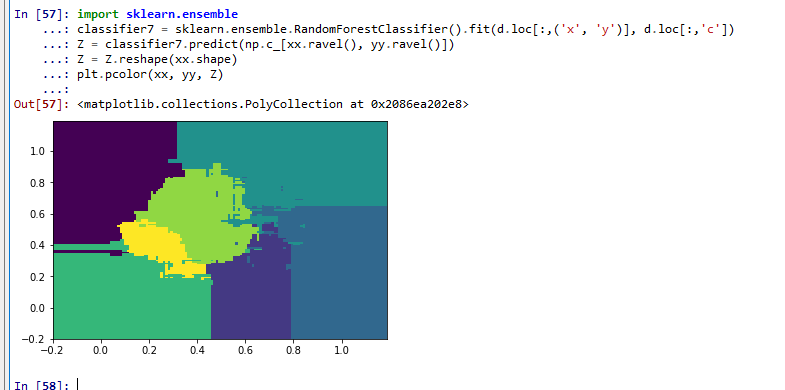 In [57]: import sklearn.ensemble
...: classifier7 = sklearn.ensemble.RandomForestClassifier().fit(d.loc[:,('x', 'y')], d.loc[:,'c'])
...: Z = classifier7.predict(np.c_[xx.ravel(), yy.ravel()])
...: Z = Z.reshape(xx.shape)
...: plt.pcolor(xx, yy, Z)
...:
Out[57]: <matplotlib.collections.PolyCollection at 0x2086ea202e8>
1.0
0.8
0.6
0.4
0.2
0.0
−0.2
−0.2 0.0 0.2 0.4 0.6 0.8 1.0
In [58]: